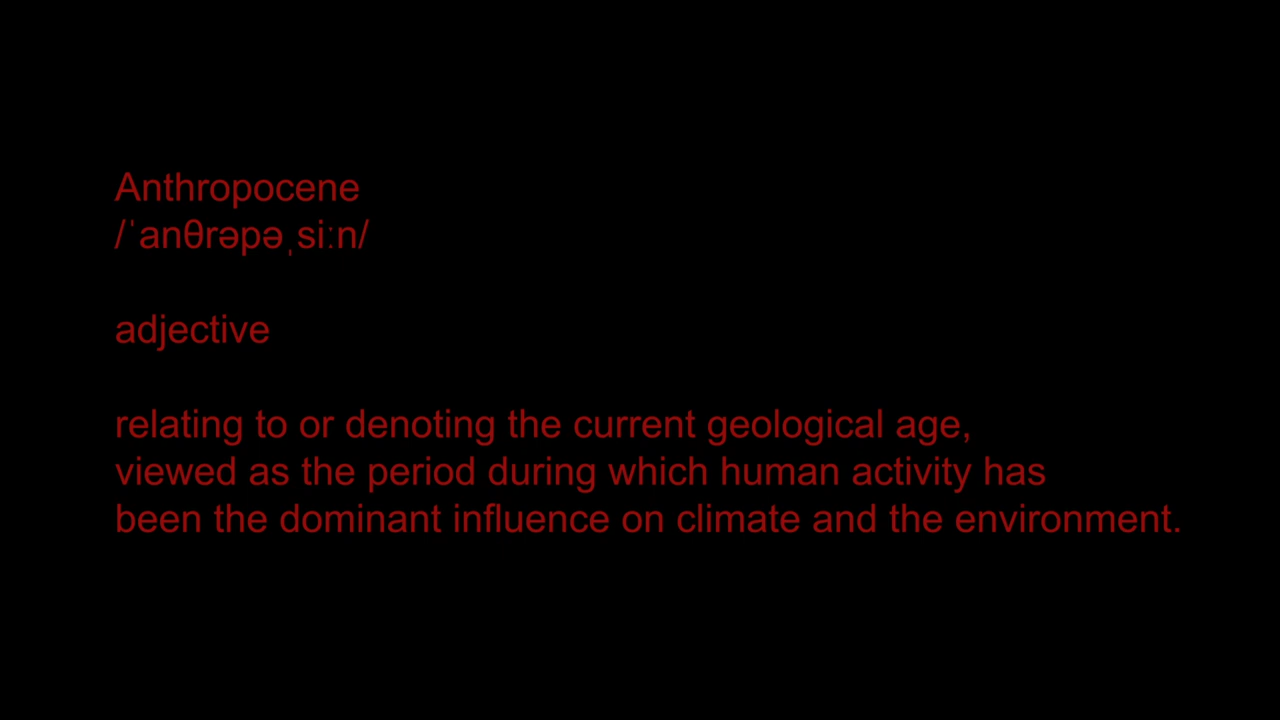 Anthropocene
/ˈanθrəpəˌsiːn/
adjective
relating to or denoting the current geological age,
viewed as the period during which human activity has
been the dominant influence on climate and the environment.